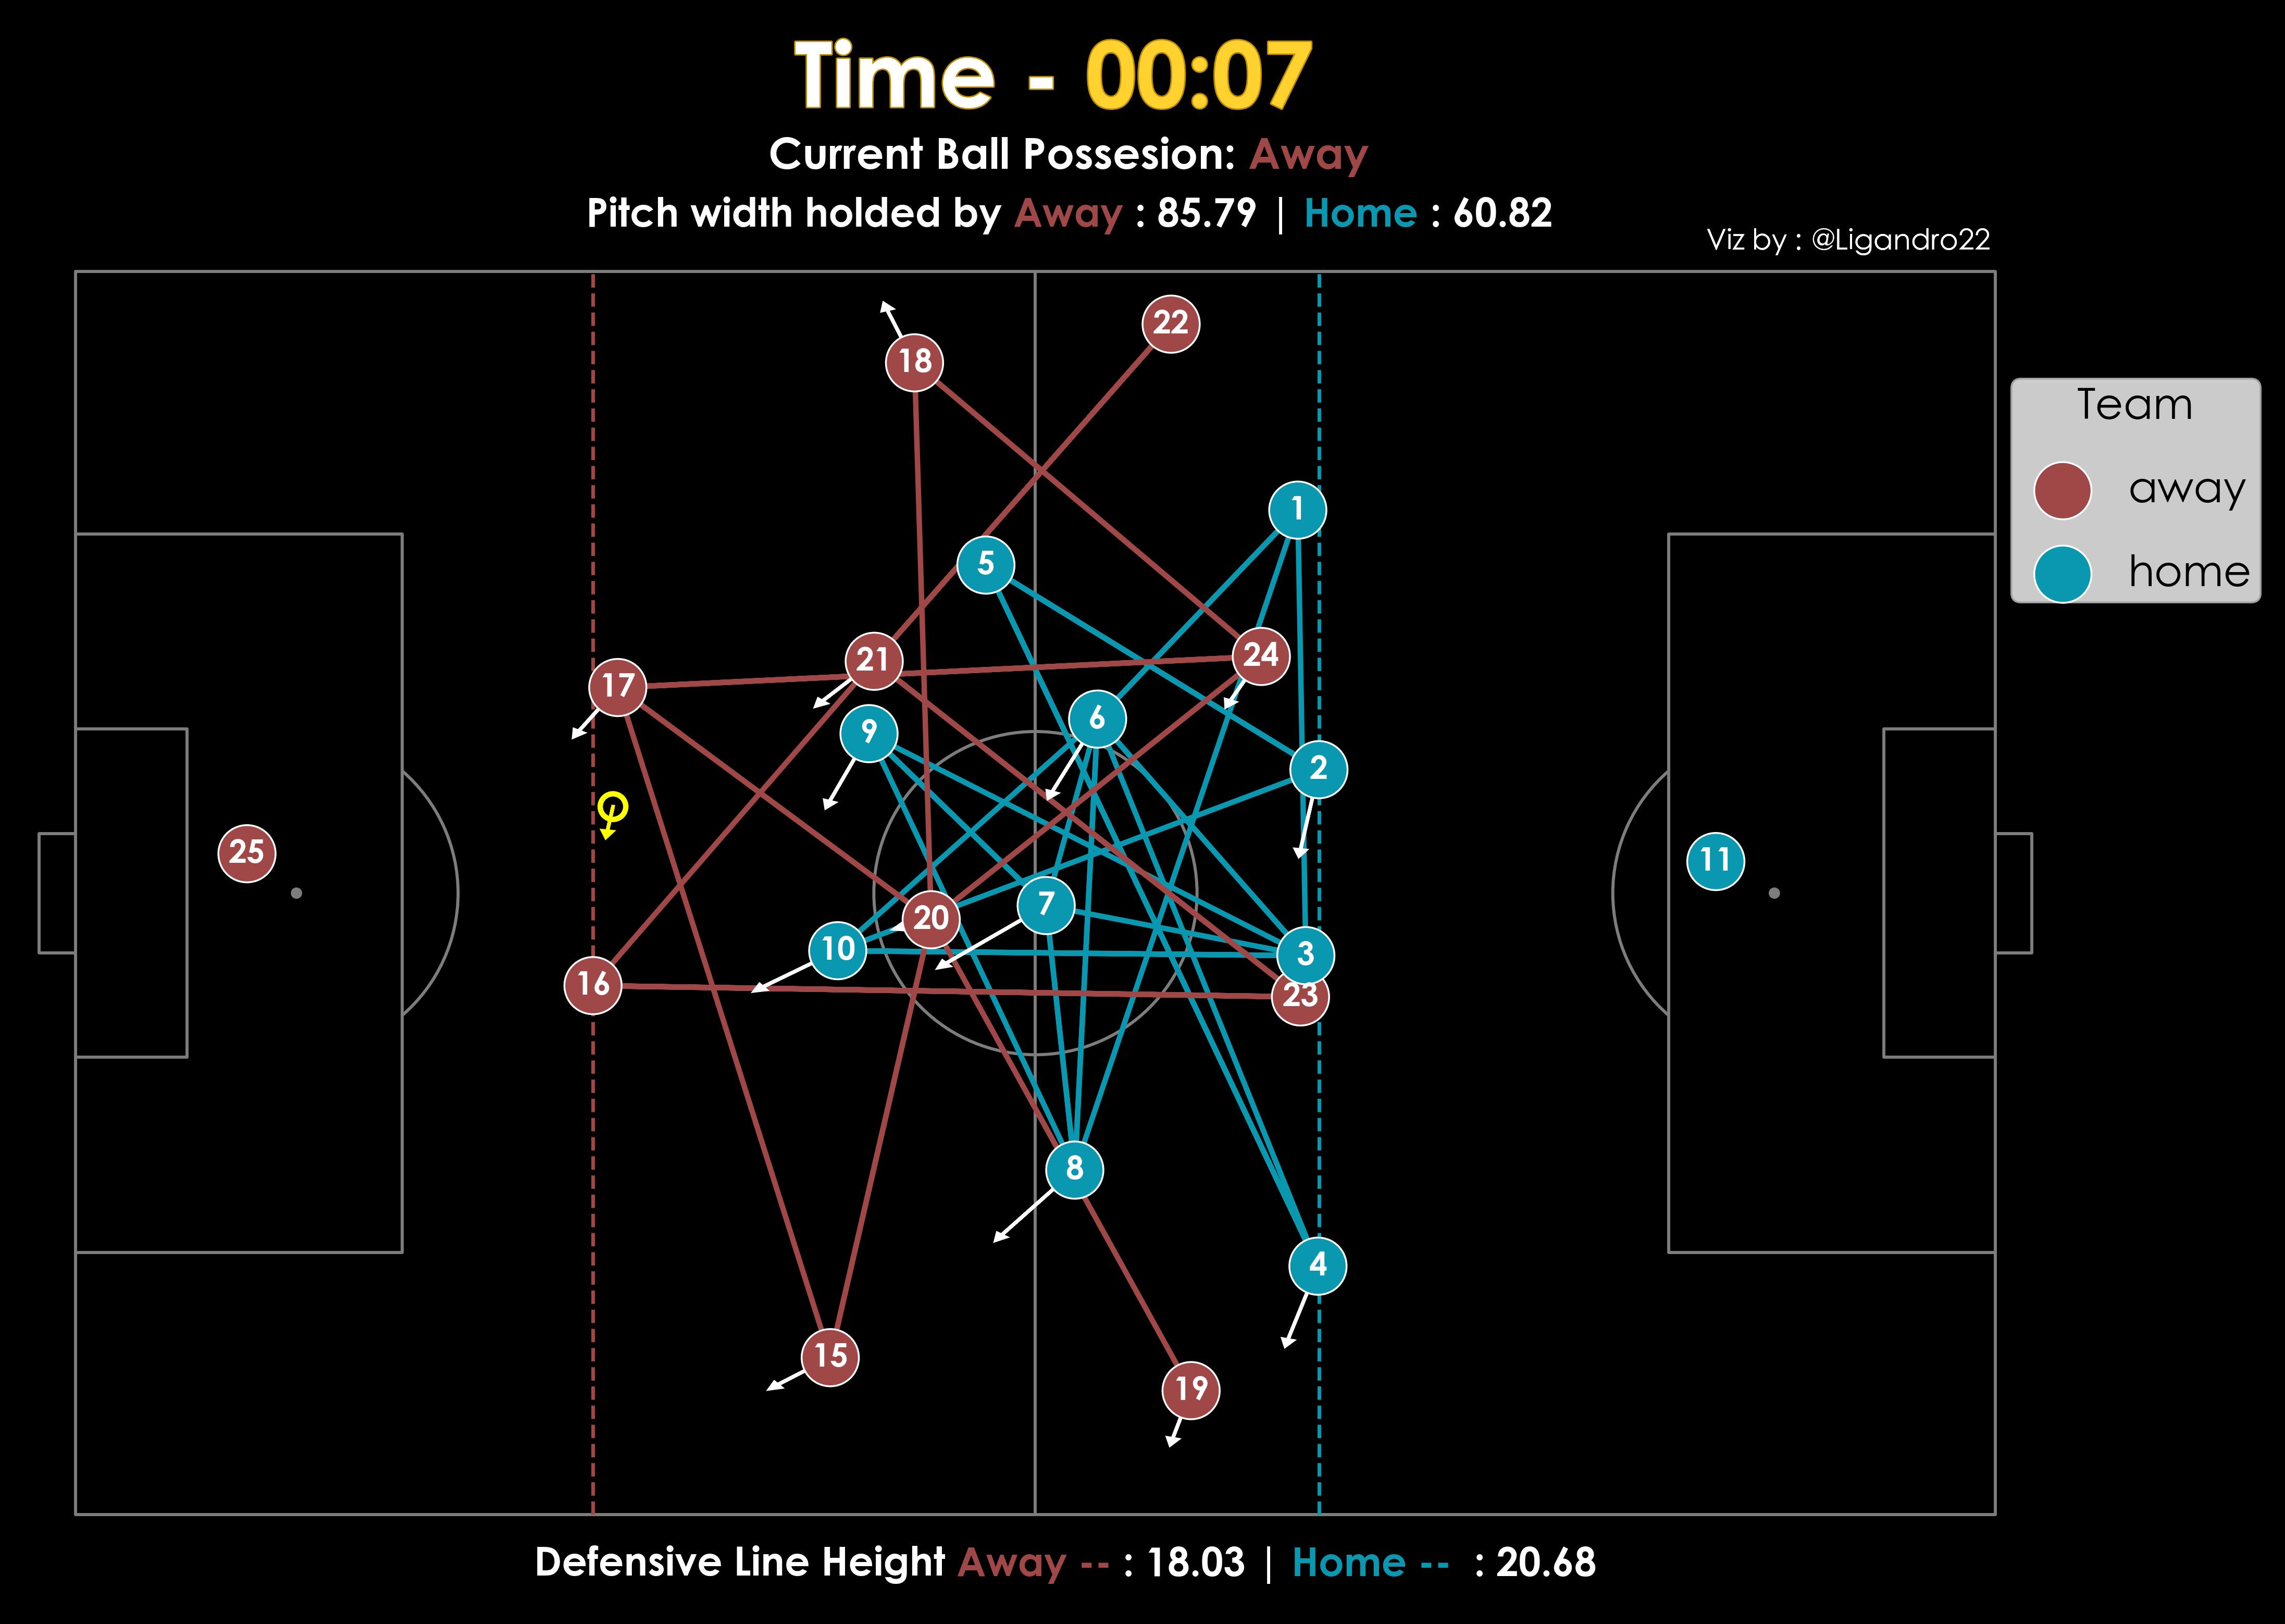 Time - 00:07
Current Ball Possesion: Away
Pitch width holded by Away : 85.79 | Home : 60.82
Viz by : @Ligandro22
22
18
Team
away
home
1
5
24
21
17
6
9
2
25
11
7
20
10
3
16
23
8
4
15
19
Defensive Line Height Away -- : 18.03 | Home -- : 20.68